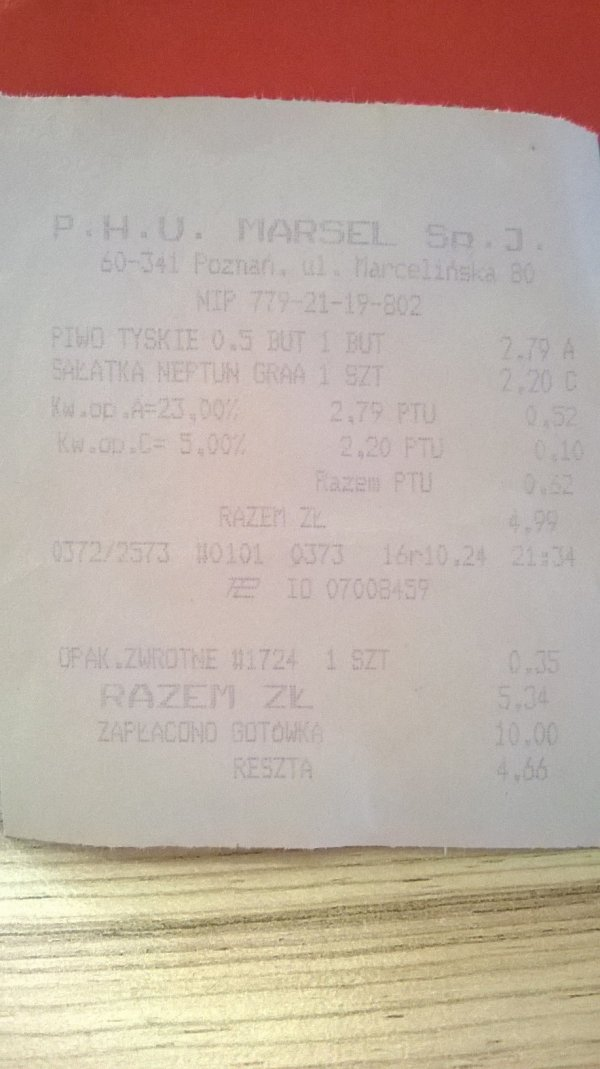 P.H.U. MARSEL Sp.J.
60-341 Poznań, ul. Marcelińska 80
NIP 779-21-19-802
PIWO TYSKIE 0.5 BUT 1 BUT 2,79 A
SAŁATKA NEPTUN GRAA 1 SZT 2,20 C
Kw.op.A=23,00% 2,79 PTU 0,52
Kw.op.C= 5,00% 2,20 PTU 0,10
Razem PTU 0,62
RAZEM ZŁ 4,99
0372/2573 #0101 0373 16r10.24 21:34
IO 07008459
OPAK.ZWROTNE #1724 1 SZT 0,35
RAZEM ZŁ 5,34
ZAPŁACONO GOTÓWKA 10,00
RESZTA 4,66